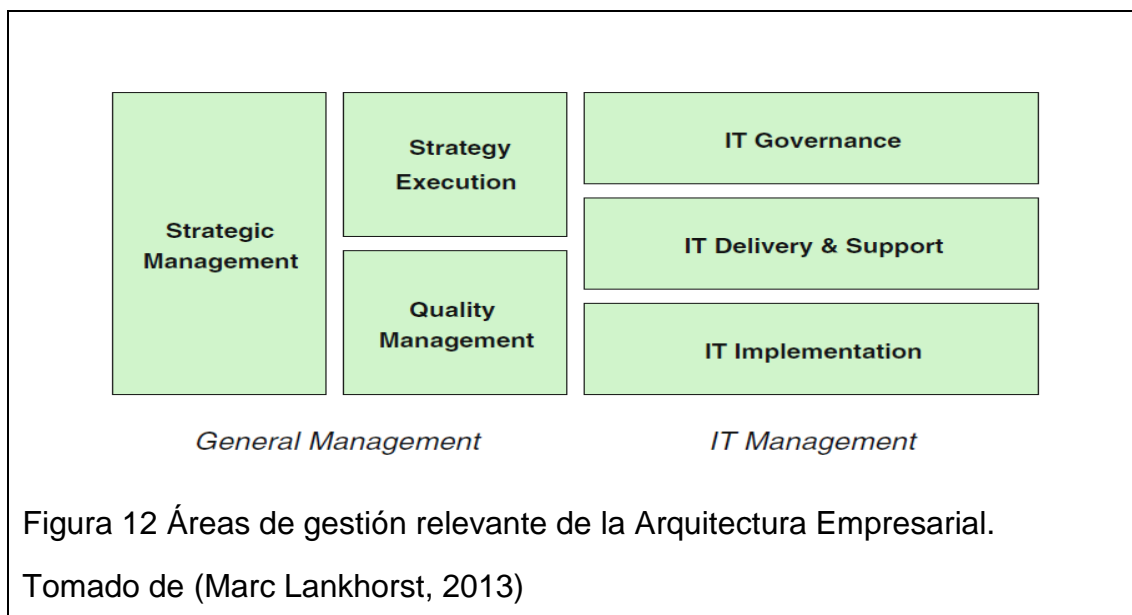 Strategic
Management
Strategy
Execution
Quality
Management
IT Governance
IT Delivery & Support
IT Implementation
General Management
IT Management
Figura 12 Áreas de gestión relevante de la Arquitectura Empresarial.
Tomado de (Marc Lankhorst, 2013)